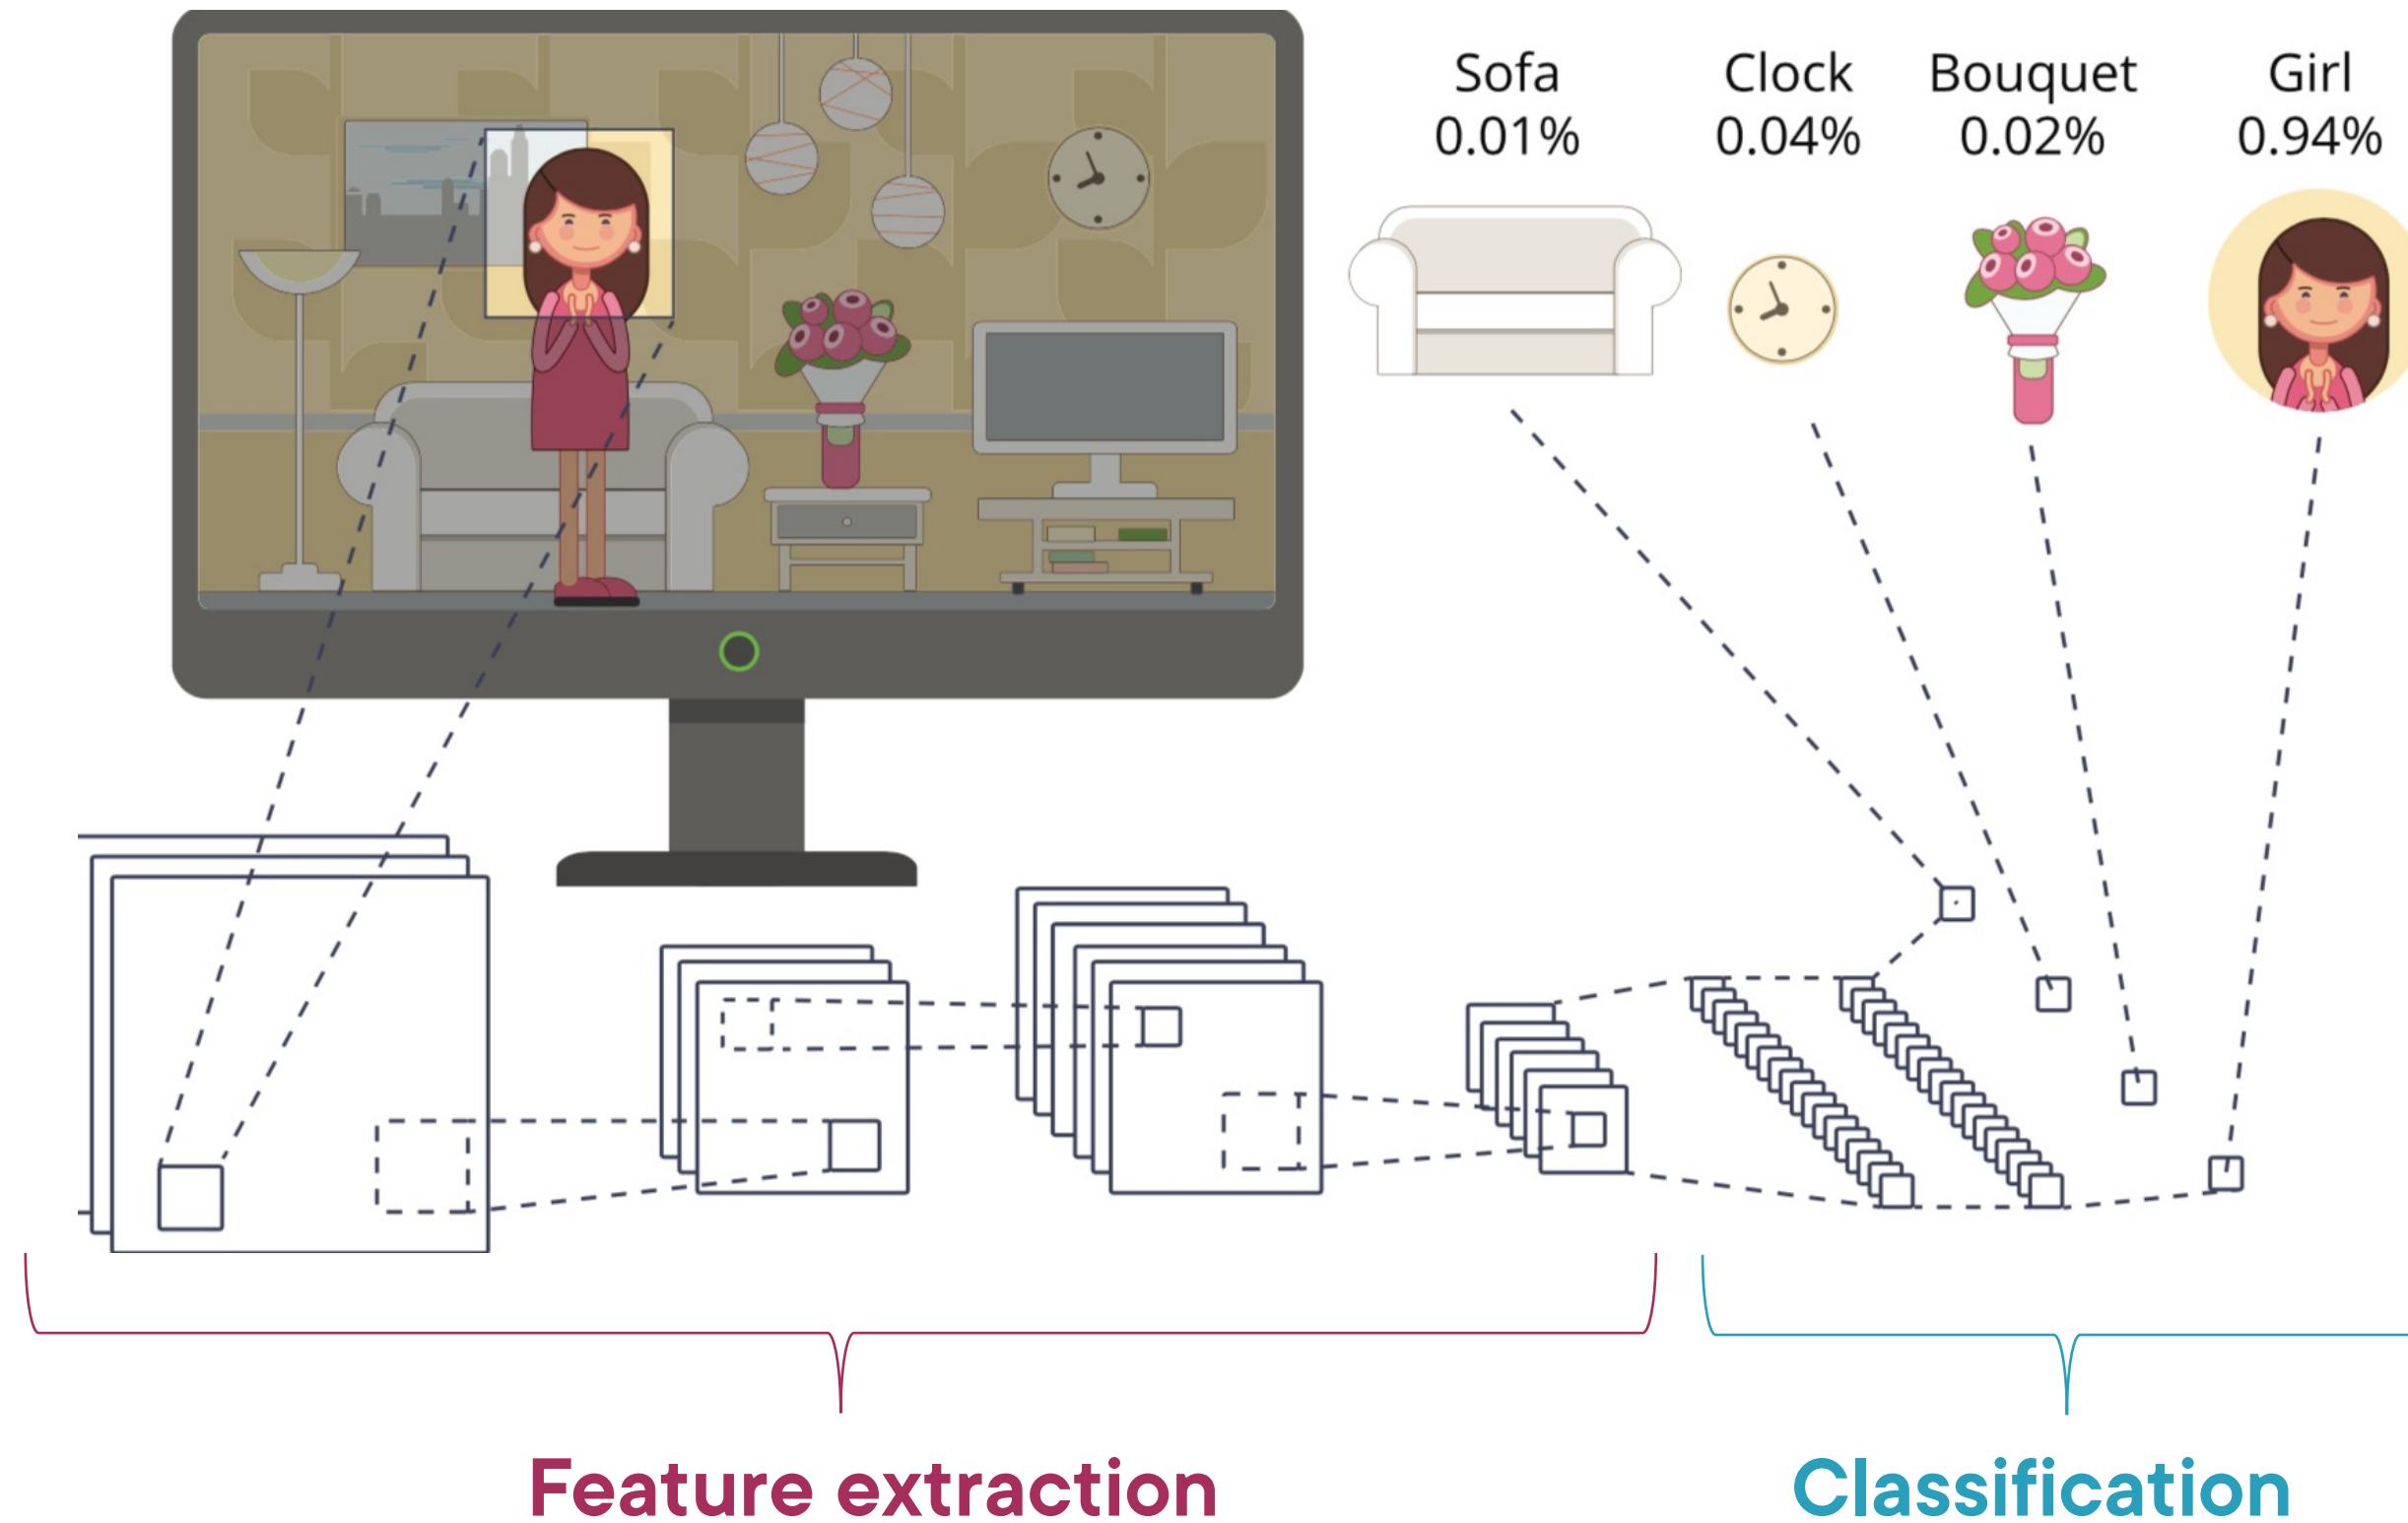 Sofa
0.01%
Clock
0.04%
Bouquet
0.02%
Girl
0.94%
Feature extraction
Classification